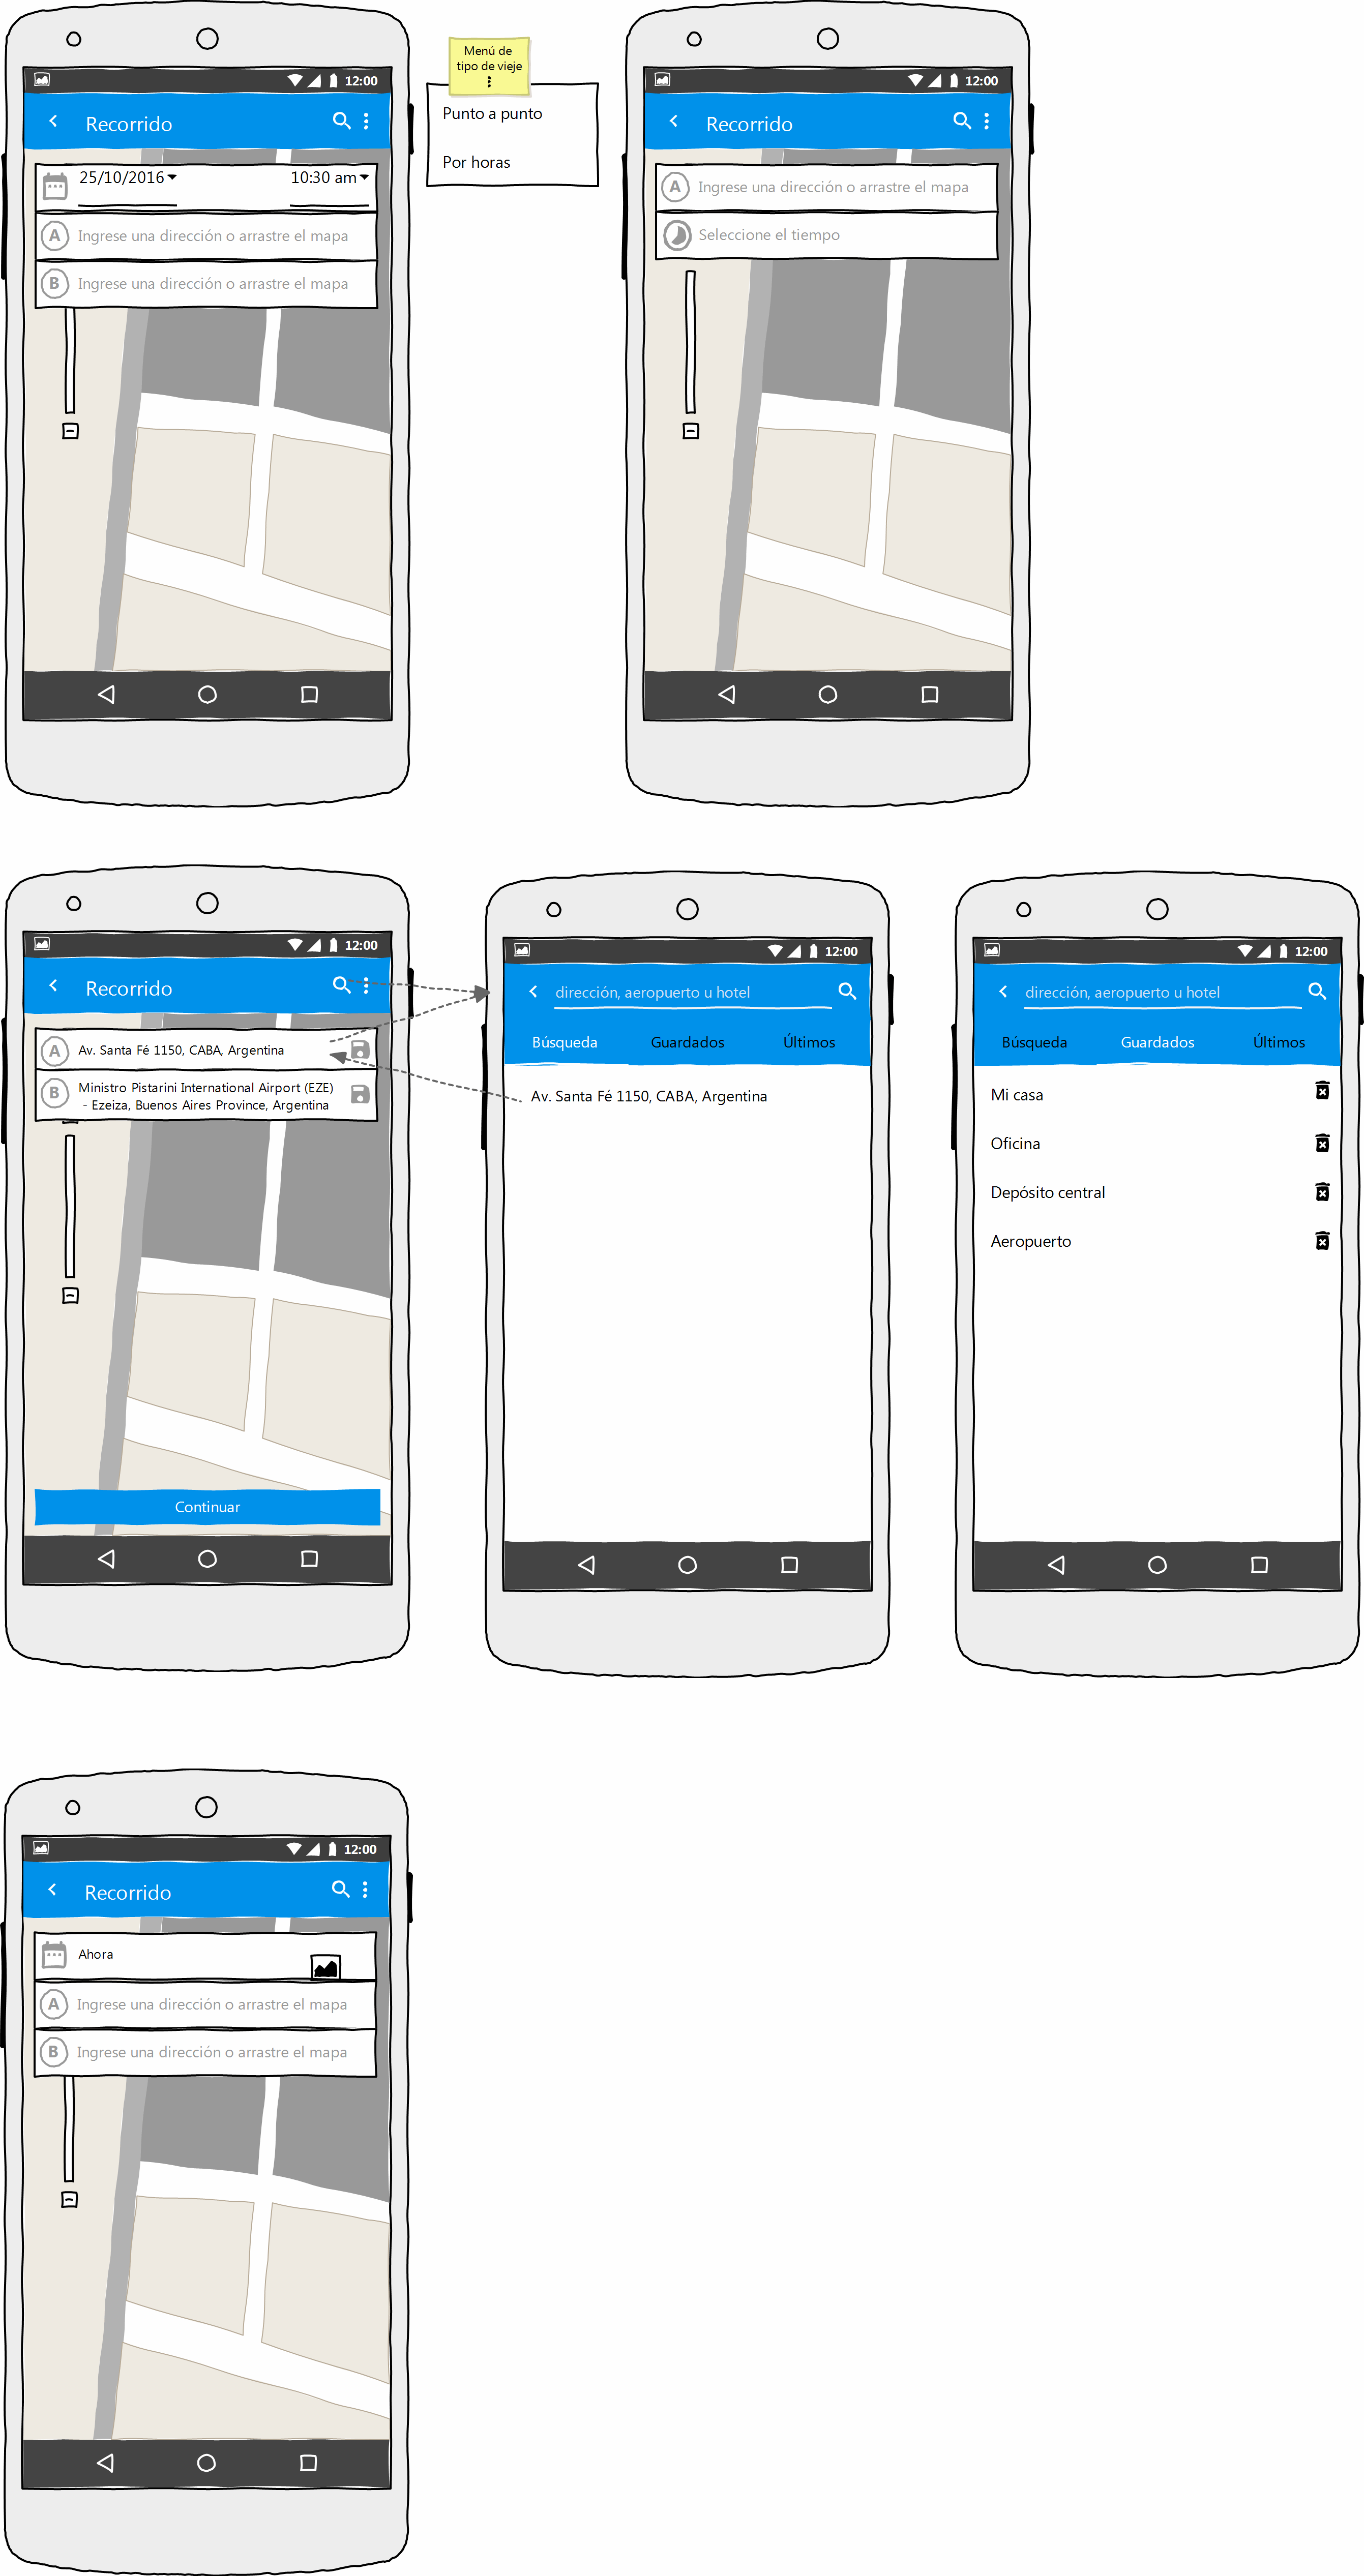 12:00
Recorrido
25/10/2016
10:30 am
A
Ingrese una dirección o arrastre el mapa
B
Ingrese una dirección o arrastre el mapa
Menú de
tipo de vieje
Punto a punto
Por horas
12:00
Recorrido
A
Ingrese una dirección o arrastre el mapa
Seleccione el tiempo
12:00
Recorrido
A
Av. Santa Fé 1150, CABA, Argentina
B
Ministro Pistarini International Airport (EZE)
- Ezeiza, Buenos Aires Province, Argentina
Continuar
12:00
dirección, aeropuerto u hotel
Búsqueda
Guardados
Últimos
Av. Santa Fé 1150, CABA, Argentina
12:00
dirección, aeropuerto u hotel
Búsqueda
Guardados
Últimos
Mi casa
Oficina
Depósito central
Aeropuerto
12:00
Recorrido
Ahora
A
Ingrese una dirección o arrastre el mapa
B
Ingrese una dirección o arrastre el mapa